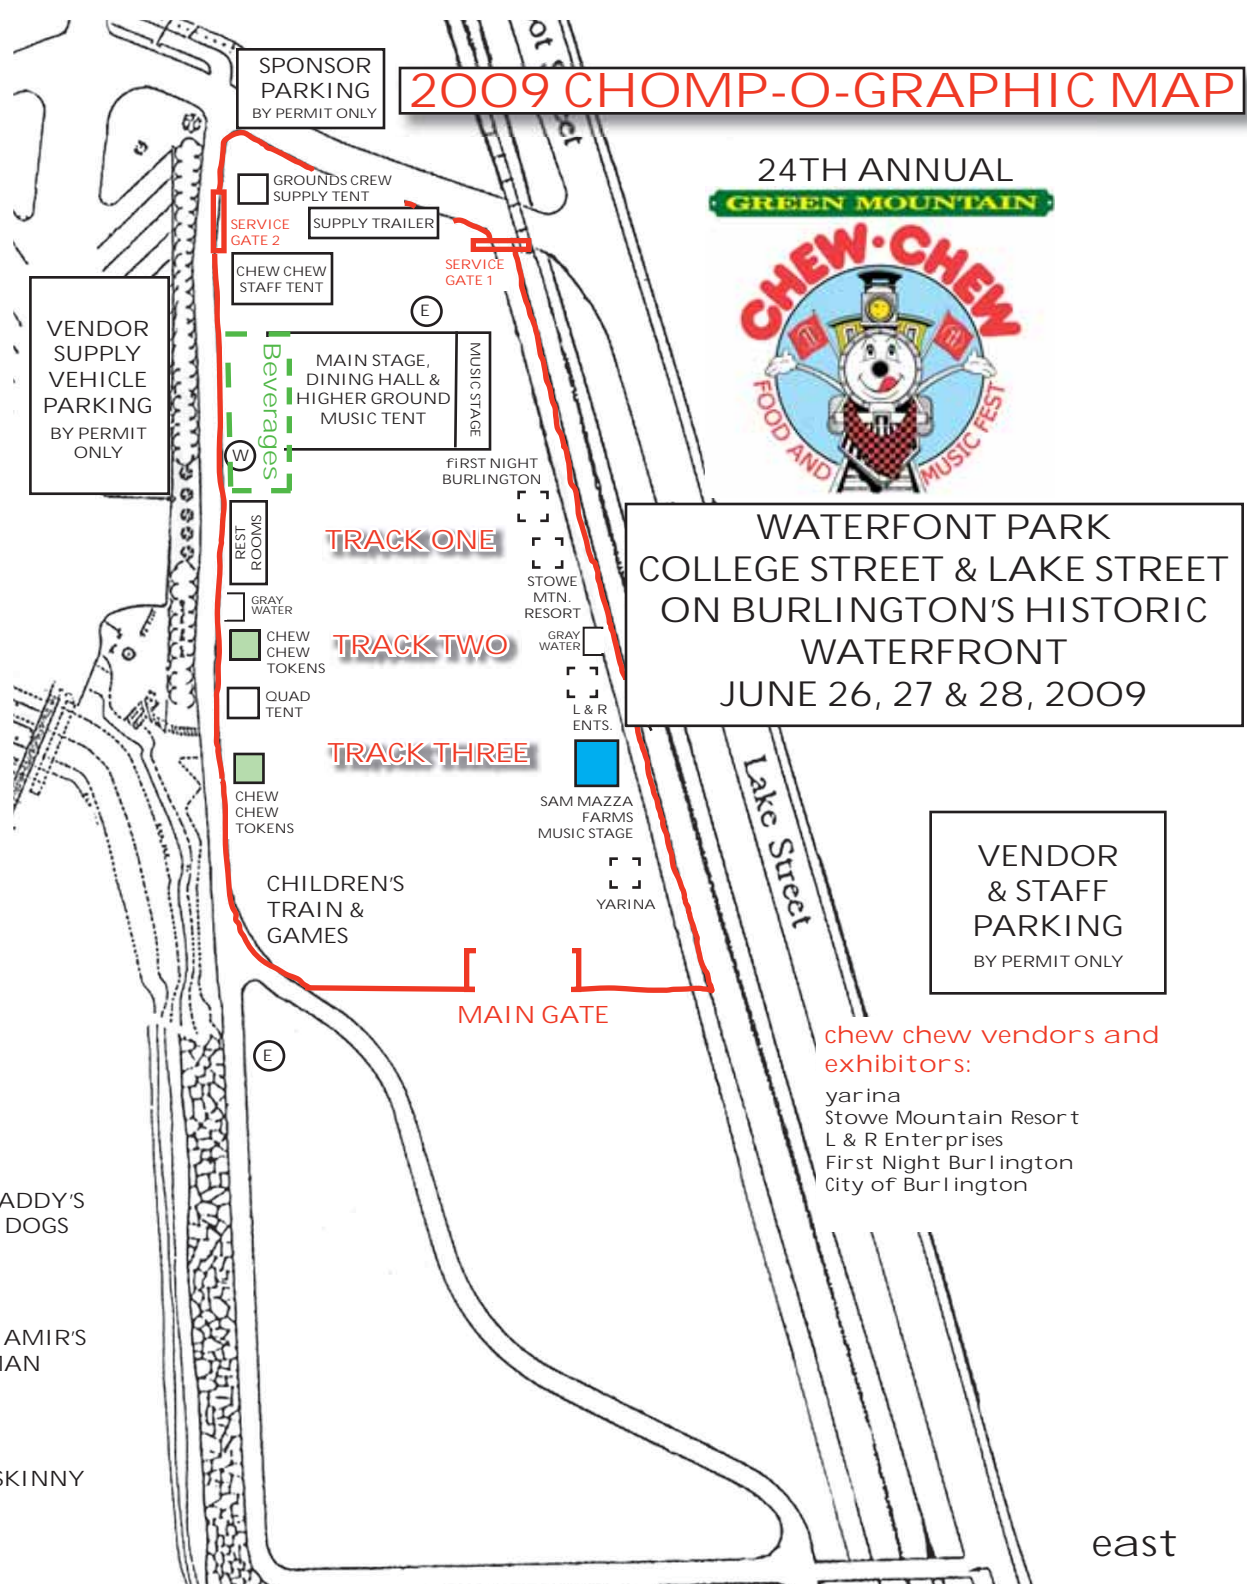 SPONSOR
PARKING
BY PERMIT ONLY
2009 CHOMP-O-GRAPHIC MAP
24TH ANNUAL
GREEN MOUNTAIN
CHEW·CHEW
FOOD AND
MUSIC FEST
GROUNDS CREW
SUPPLY TENT
SERVICE
GATE 2
SUPPLY TRAILER
CHEW CHEW
STAFF TENT
SERVICE
GATE 1
E
VENDOR
SUPPLY
VEHICLE
PARKING
BY PERMIT
ONLY
Beverages
MAIN STAGE,
DINING HALL &
HIGHER GROUND
MUSIC TENT
MUSIC STAGE
W
fiRST NIGHT
BURLINGTON
REST
ROOMS
TRACK ONE
STOWE
MTN.
RESORT
WATERFONT PARK
COLLEGE STREET & LAKE STREET
ON BURLINGTON'S HISTORIC
WATERFRONT
JUNE 26, 27 & 28, 2009
GRAY
WATER
CHEW
CHEW
TOKENS
TRACK TWO
GRAY
WATER
QUAD
TENT
L & R
ENTS.
TRACK THREE
CHEW
CHEW
TOKENS
SAM MAZZA
FARMS
MUSIC STAGE
Lake Street
YARINA
CHILDREN'S
TRAIN &
GAMES
MAIN GATE
E
VENDOR
& STAFF
PARKING
BY PERMIT ONLY
chew chew vendors and
exhibitors:
yarina
Stowe Mountain Resort
L & R Enterprises
First Night Burlington
City of Burlington
ADDY'S
DOGS
AMIR'S
SKINNY
east